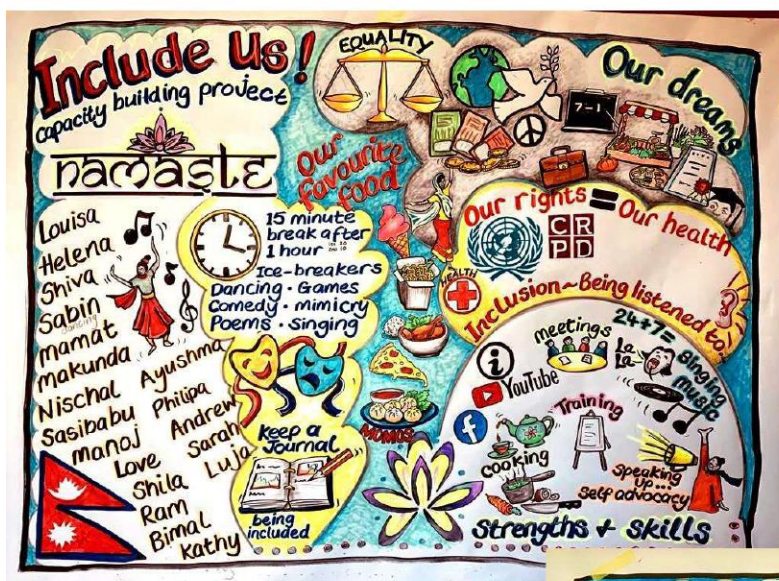 Include Us!
capacity building project
namaste
Louisa
Helena
Shiva
Sabin
dancing
mamat
makunda
Nischal
Sasibabu
manoj
Ayushma
Philipa
Andrew
Sarah
Luja
Love
Shila
Ram
Bimal
Kathy
15 minute
break after
1 hour
Ice-breakers
Dancing · Games
Comedy · mimicry
Poems · singing
Keep a
Journal
being
included
Our
favourite
food
MOMOS
EQUALITY
Our dreams
7-1
Our rights = Our health
CR
PD
HEALTH
Inclusion~Being listened to
i
meetings
24+7=
singing
music
La
La
YouTube
f
Training
cooking
Speaking
up...
Self advocacy
Strengths + skills